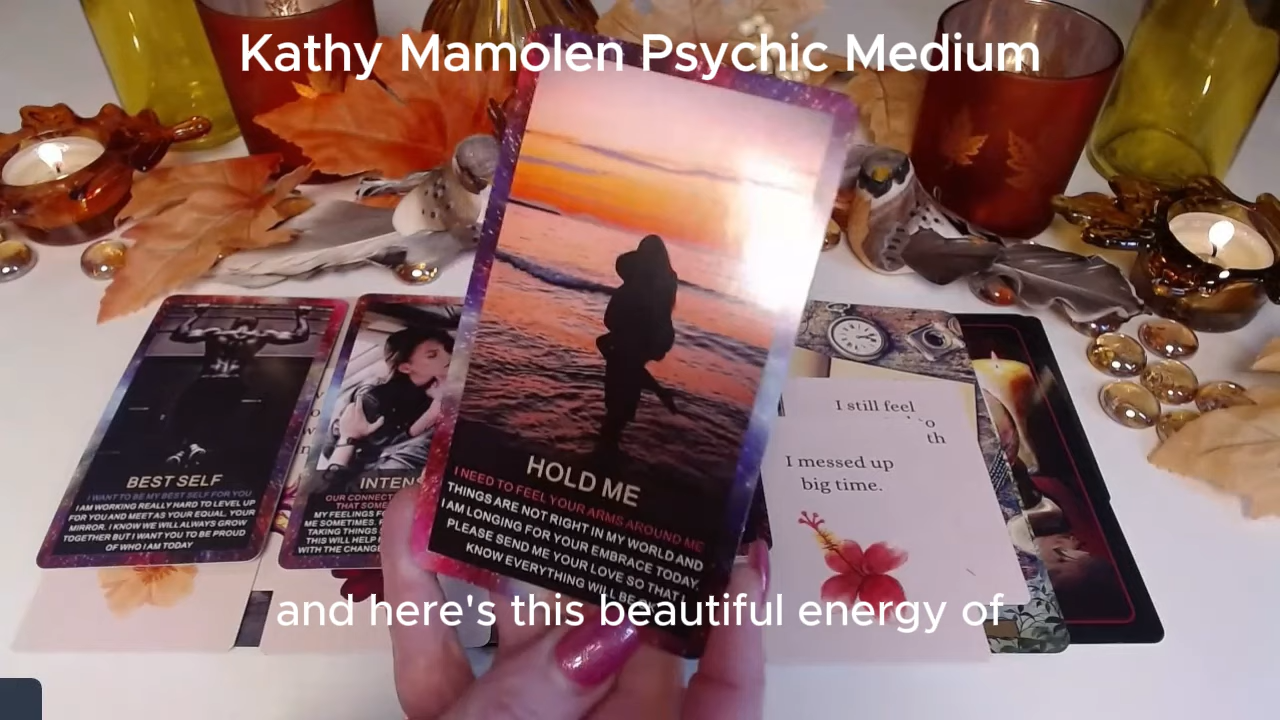 Kathy Mamolen Psychic Medium
HOLD ME
I NEED TO FEEL YOUR ARMS AROUND ME
THINGS ARE NOT RIGHT IN MY WORLD AND
I AM LONGING FOR YOUR EMBRACE TODAY.
PLEASE SEND ME YOUR LOVE SO THAT I
KNOW EVERYTHING WILL BE
BEST SELF
I WANT TO BE MY BEST SELF FOR YOU
I AM WORKING REALLY HARD TO LEVEL UP
FOR YOU AND MEET AS YOUR EQUAL. YOUR
MIRROR. I KNOW WE WILL ALWAYS GROW
TOGETHER BUT I WANT YOU TO BE PROUD
OF WHO I AM TODAY
INTENS
OUR CONNECT
THAT SOME
MY FEELINGS FO
ME SOMETIMES.
TAKING THINGS
THIS WILL HELP
WITH THE CHANGE
I still feel
o
th
I messed up
big time.
and here's this beautiful energy of